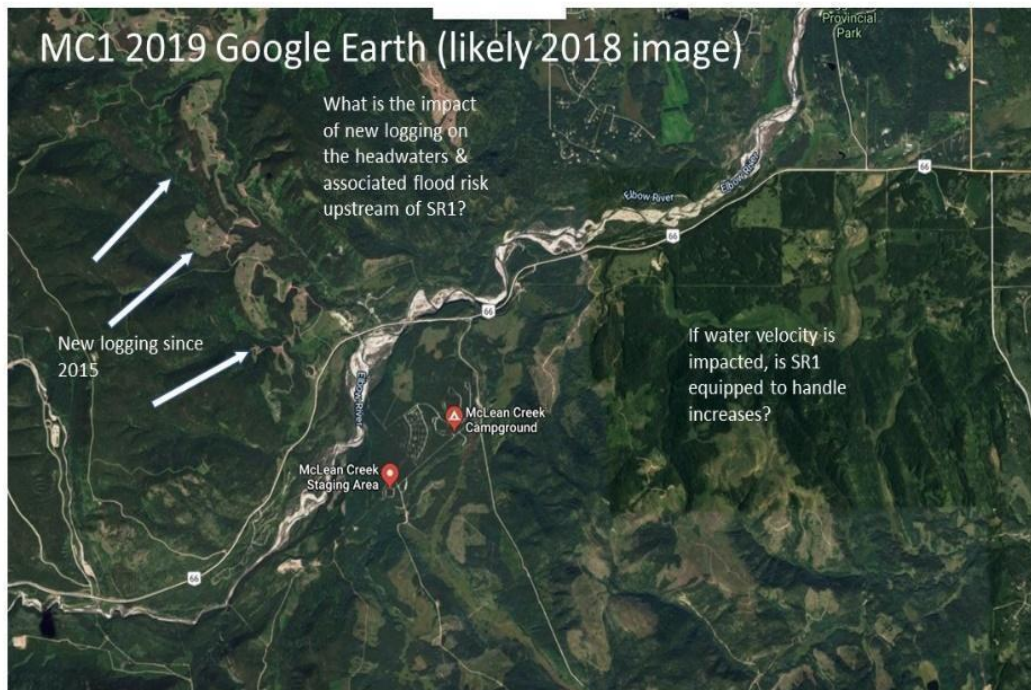 MC1 2019 Google Earth (likely 2018 image)
Provincial
Park
What is the impact
of new logging on
the headwaters &
associated flood risk
upstream of SR1?
Elbow River
Elbow River
66
66
66
New logging since
2015
If water velocity is
impacted, is SR1
equipped to handle
increases?
Elbow River
McLean Creek
Campground
McLean Creek
Staging Area
66